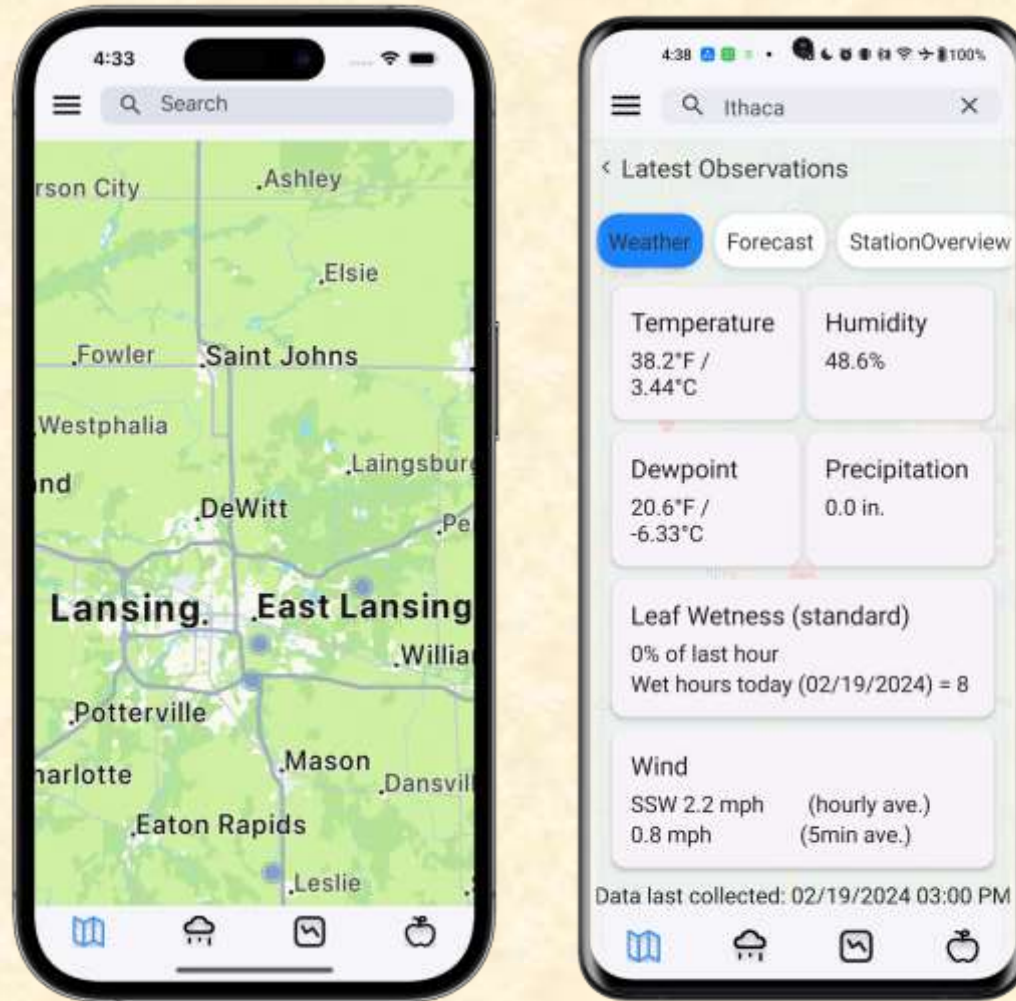 4:33
Search
rson City
.Ashley
.Elsie
.Fowler
.Saint Johns
.Westphalia
.Laingsburg
nd
.DeWitt
.Pe
Lansing.
.East Lansing
.Willia
.Potterville
harlotte
.Mason
.Dansvil
.Eaton Rapids
.Leslie
4:38
100%
Ithaca
< Latest Observations
Weather
Forecast
StationOverview
Temperature
38.2°F /
3.44°C
Humidity
48.6%
Dewpoint
20.6°F /
-6.33°C
Precipitation
0.0 in.
Leaf Wetness (standard)
0% of last hour
Wet hours today (02/19/2024) = 8
Wind
SSW 2.2 mph (hourly ave.)
0.8 mph (5min ave.)
Data last collected: 02/19/2024 03:00 PM